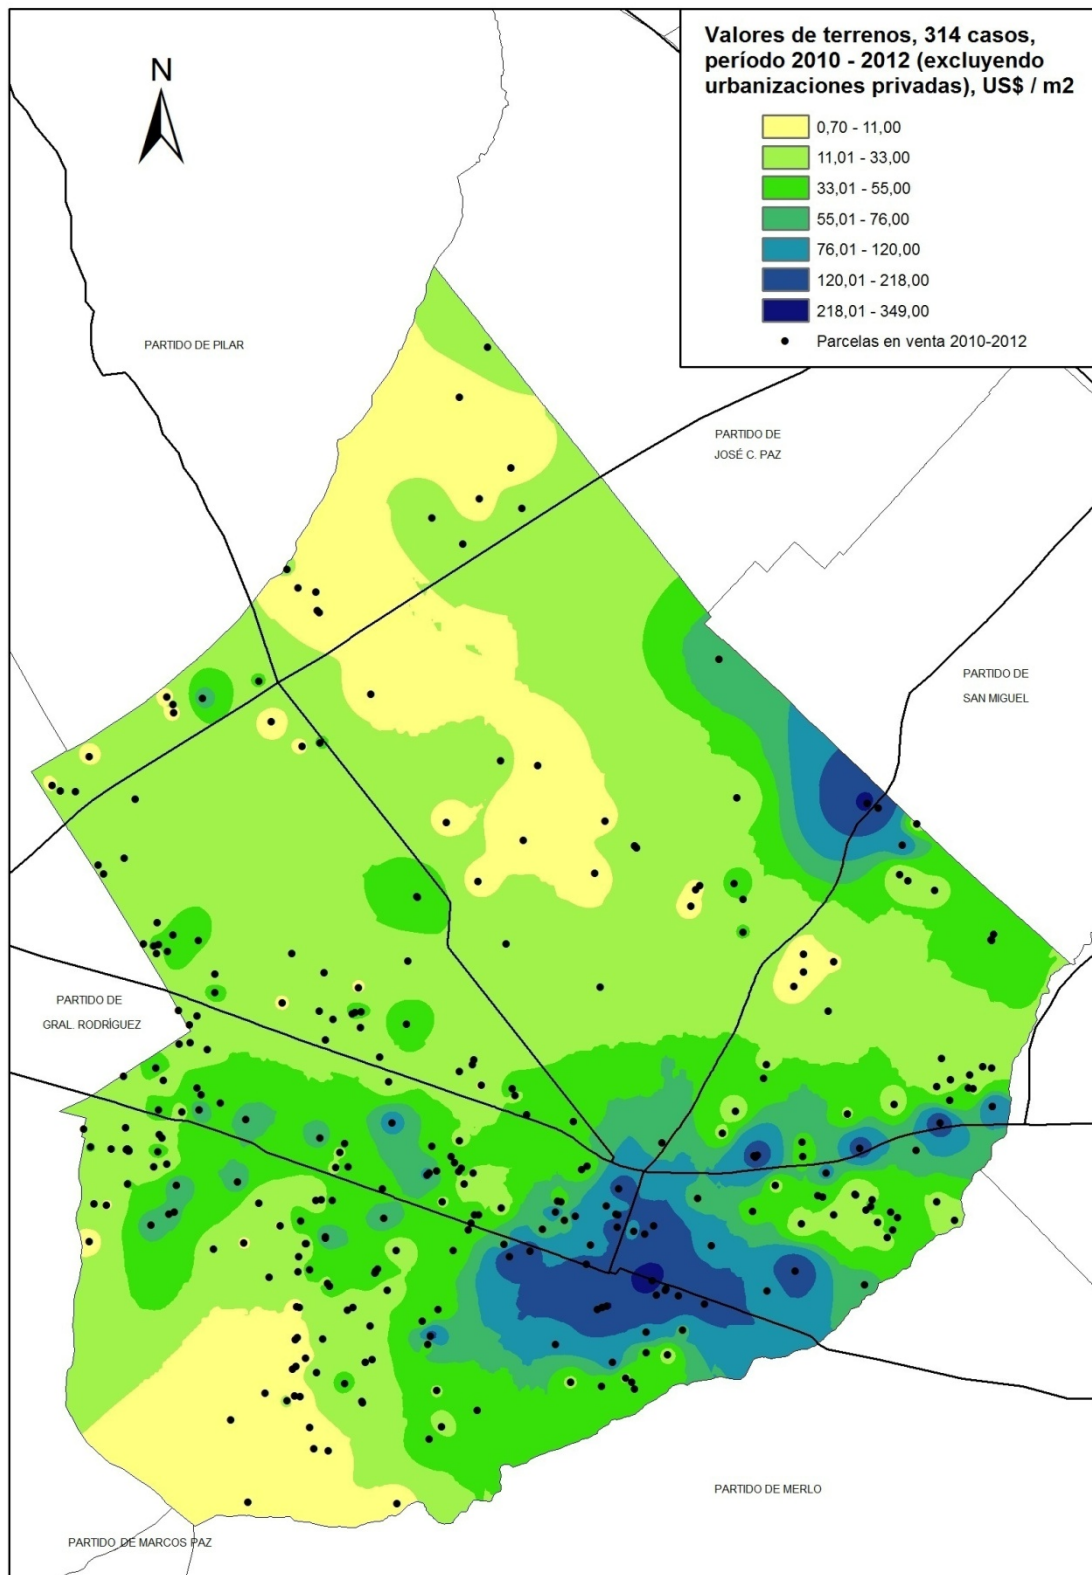 Valores de terrenos, 314 casos,
período 2010 - 2012 (excluyendo
urbanizaciones privadas), US$ / m2
0,70 - 11,00
11,01 - 33,00
33,01 - 55,00
55,01 - 76,00
76,01 - 120,00
120,01 - 218,00
218,01 - 349,00
Parcelas en venta 2010-2012
N
PARTIDO DE PILAR
PARTIDO DE
JOSÉ C. PAZ
PARTIDO DE
SAN MIGUEL
PARTIDO DE
GRAL. RODRÍGUEZ
PARTIDO DE MERLO
PARTIDO DE MARCOS PAZ